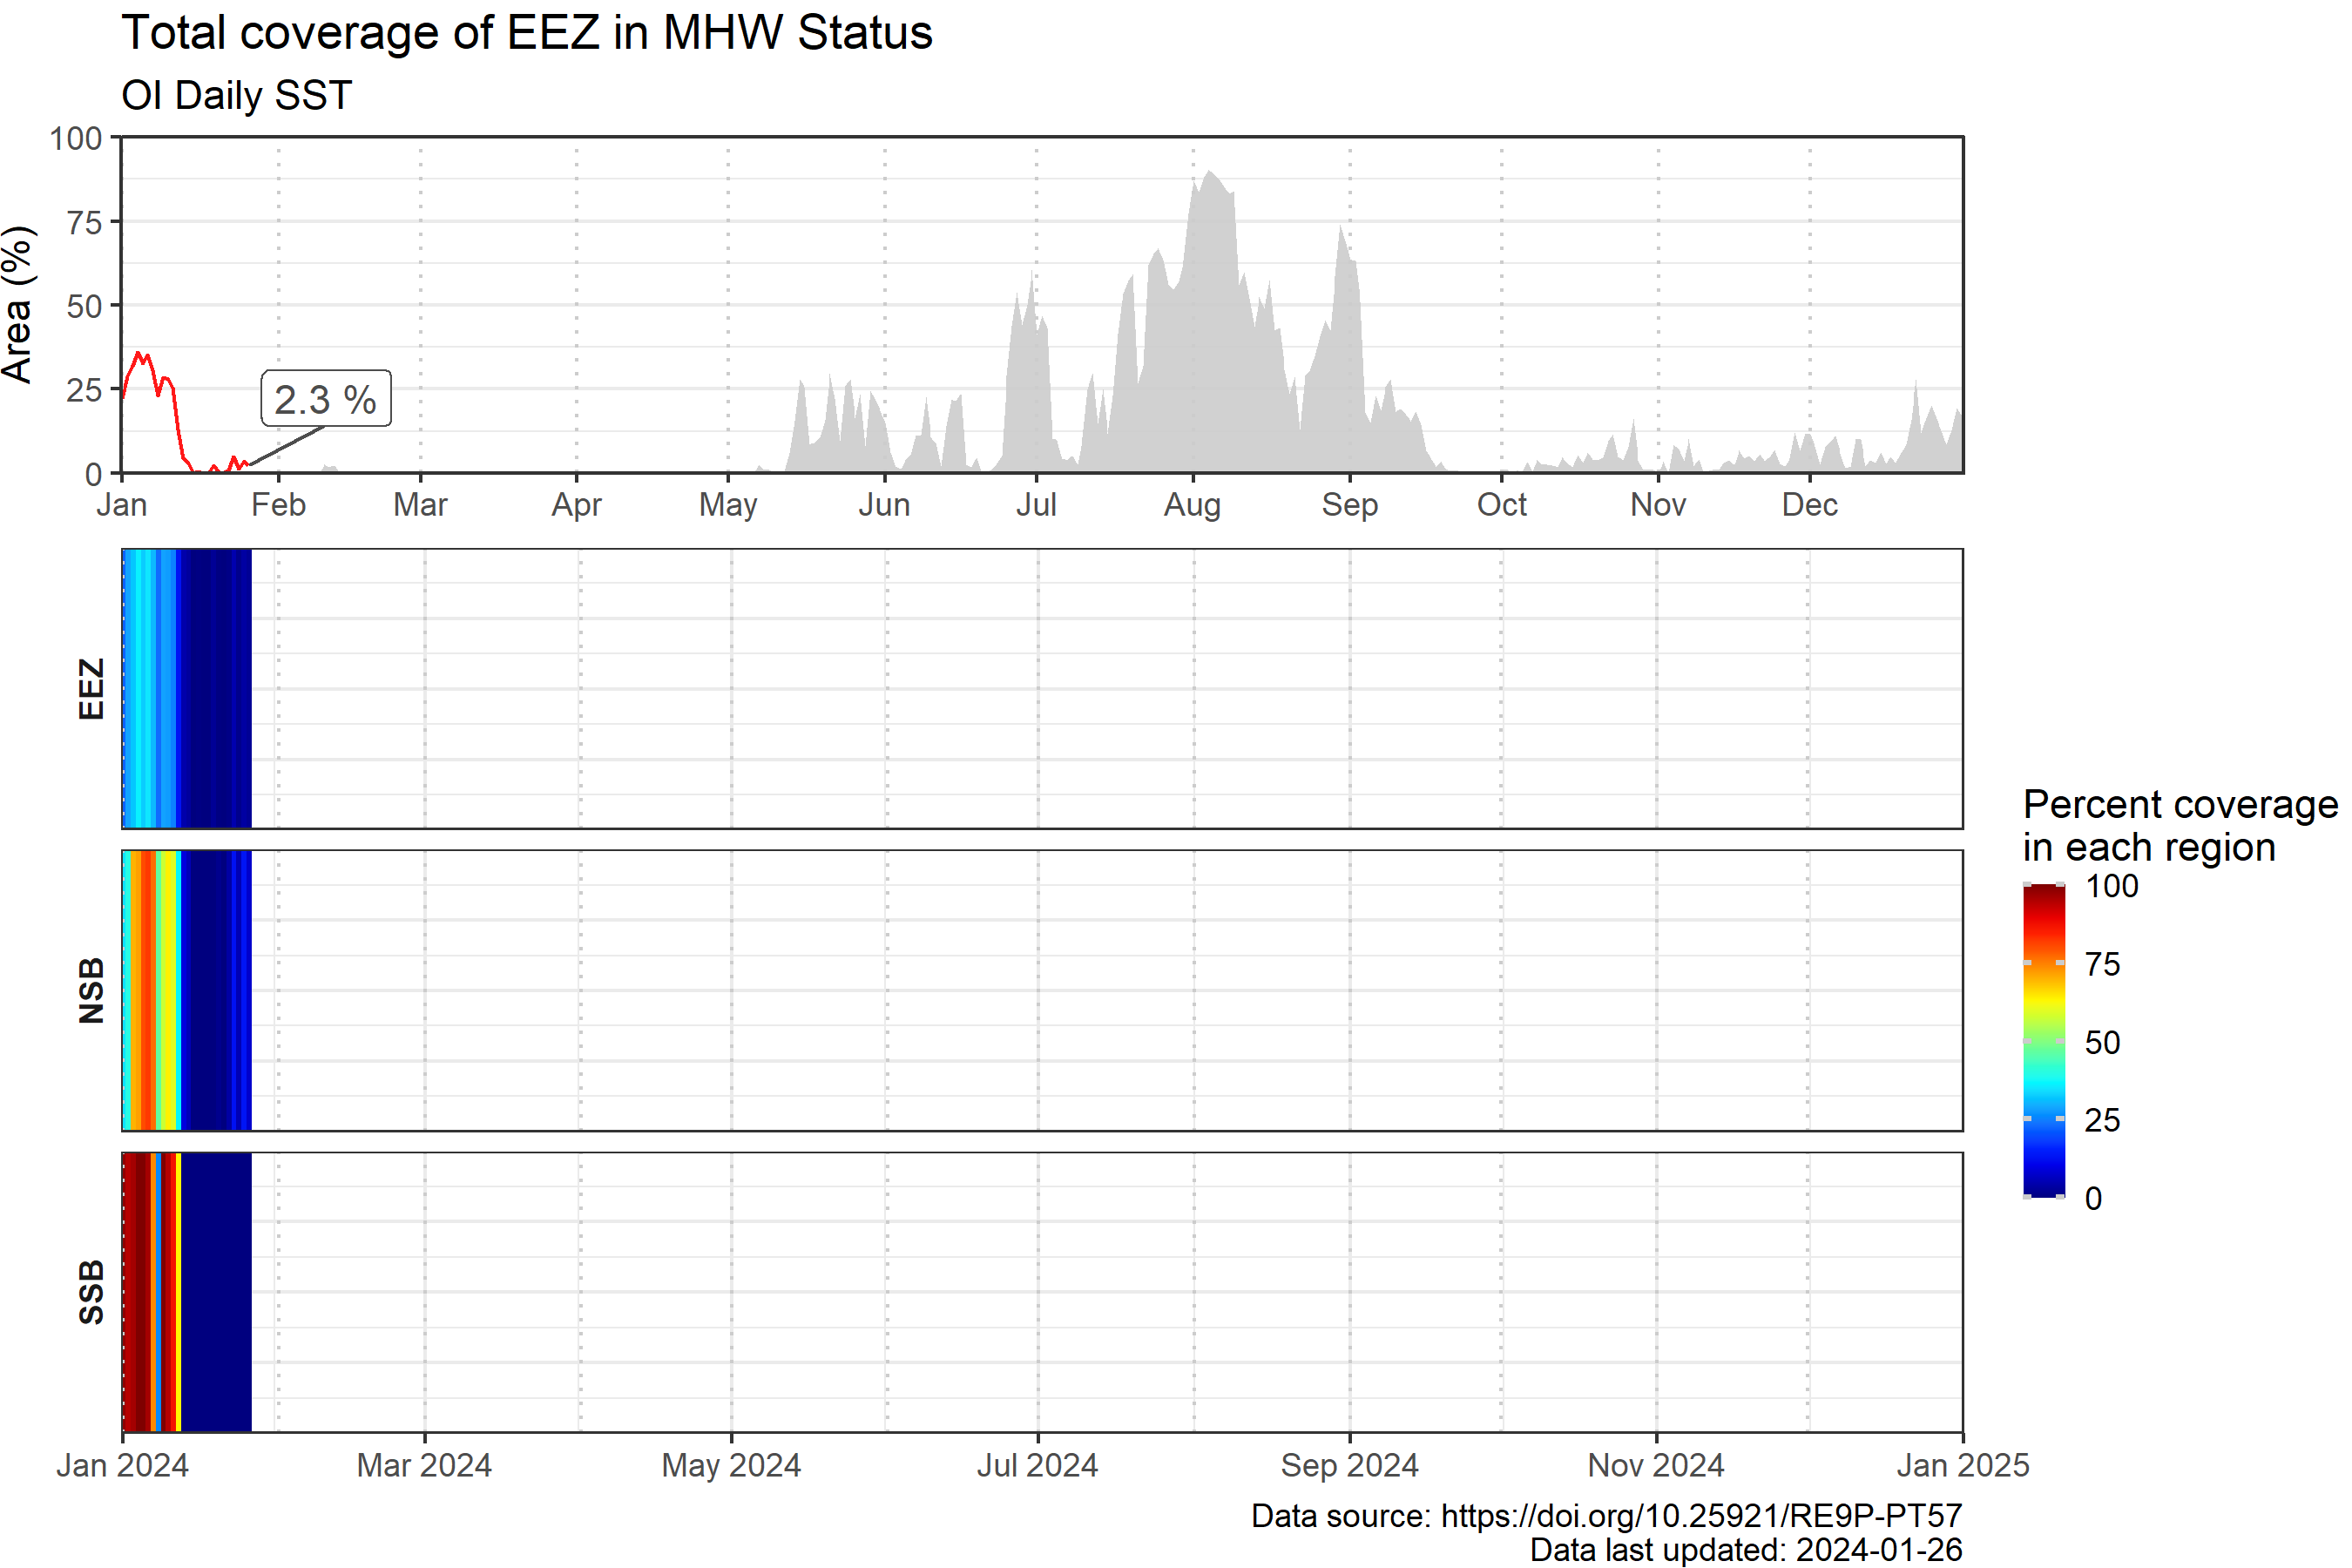 Total coverage of EEZ in MHW Status
OI Daily SST
Area (%)
100
75
50
25
0
2.3 %
Jan Feb Mar Apr May Jun Jul Aug Sep Oct Nov Dec
EEZ
NSB
SSB
Jan 2024 Mar 2024 May 2024 Jul 2024 Sep 2024 Nov 2024 Jan 2025
Percent coverage
in each region
100
75
50
25
0
Data source: https://doi.org/10.25921/RE9P-PT57
Data last updated: 2024-01-26